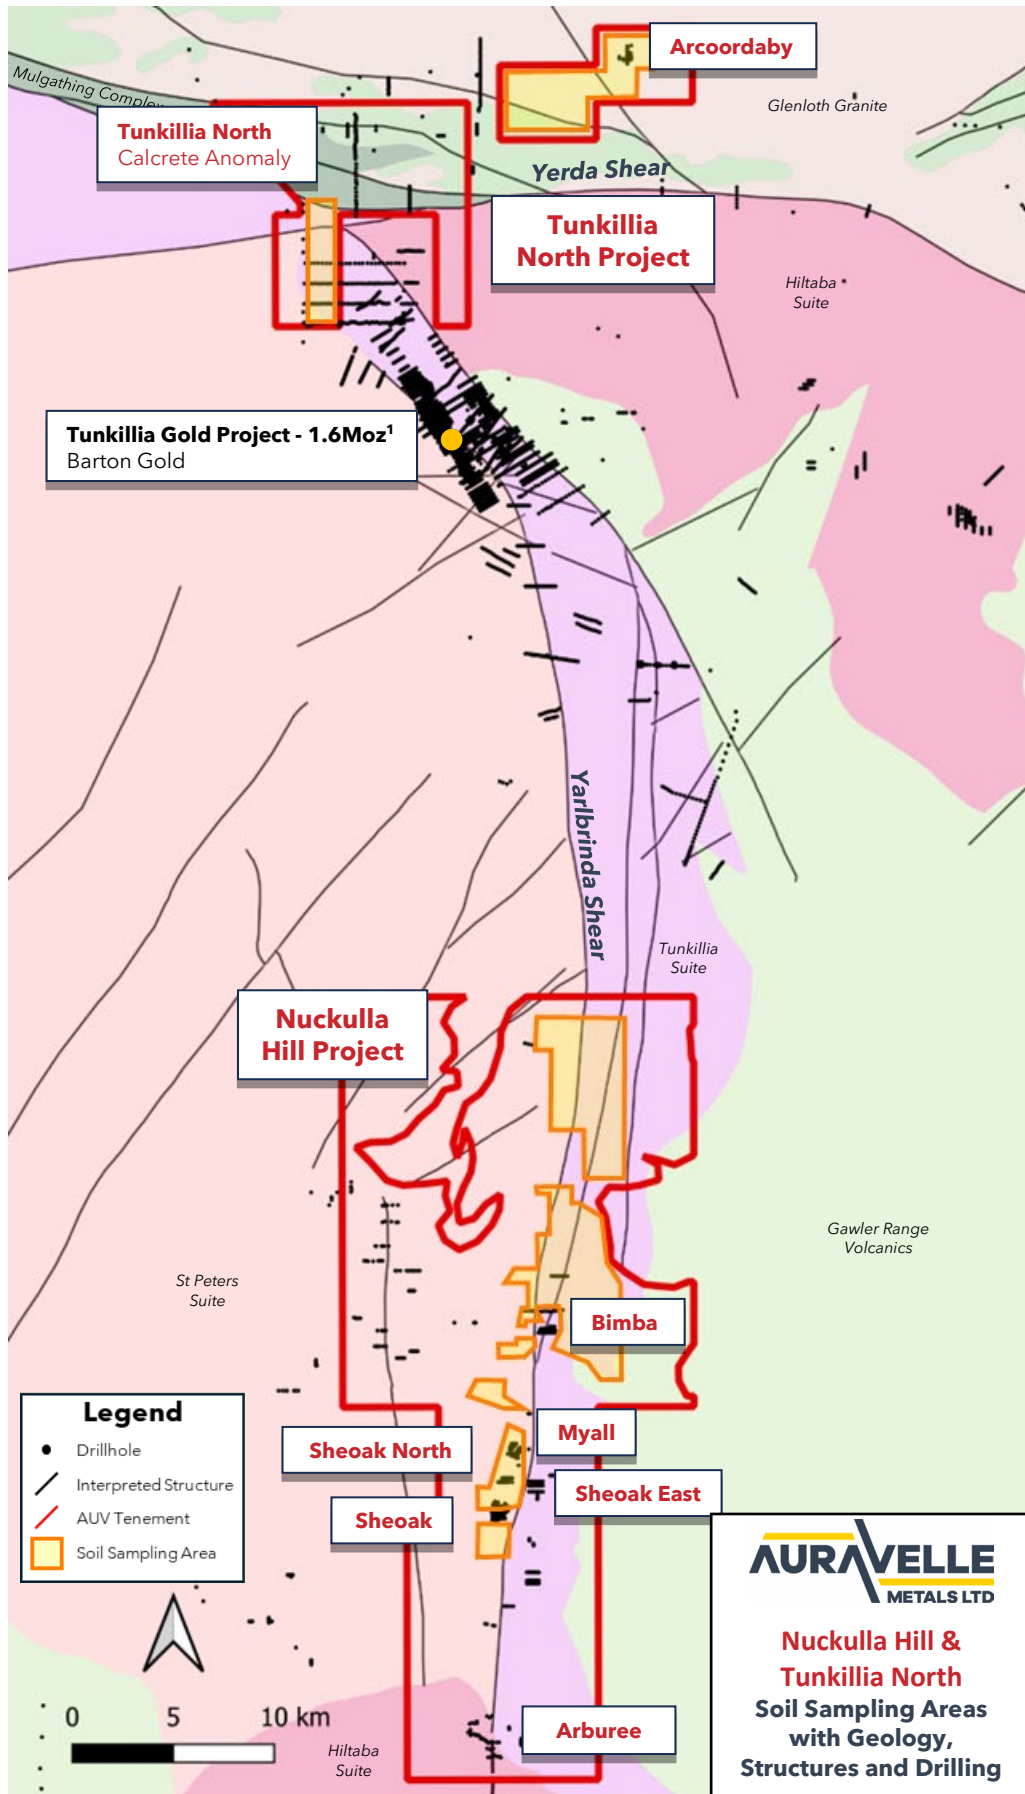 Arcoordaby
Mulgathing Complex
Glenloth Granite
Tunkillia North
Calcrete Anomaly
Yerda Shear
Tunkillia
North Project
Hiltaba
Suite
Tunkillia Gold Project - 1.6Moz¹
Barton Gold
Yarlbrinda Shear
Tunkillia
Suite
Nuckulla
Hill Project
Gawler Range
Volcanics
St Peters
Suite
Bimba
Legend
Drillhole
Interpreted Structure
AUV Tenement
Soil Sampling Area
Myall
Sheoak North
Sheoak East
Sheoak
AURAVELLE
METALS LTD
Nuckulla Hill &
Tunkillia North
Soil Sampling Areas
with Geology,
Structures and Drilling
0 5 10 km
Arburee
Hiltaba
Suite